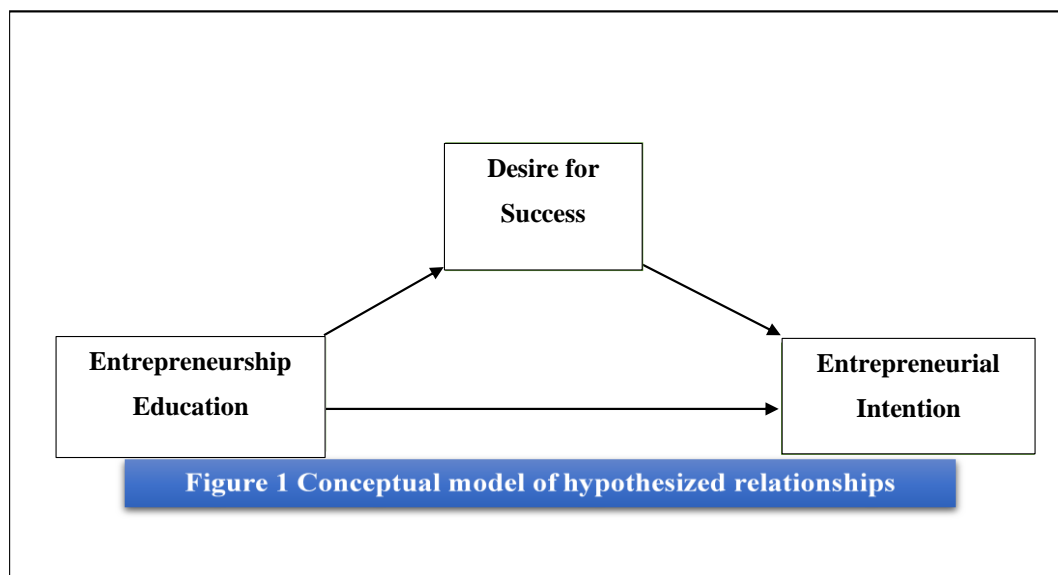 Desire for
Success
Entrepreneurship
Education
Entrepreneurial
Intention
Figure 1 Conceptual model of hypothesized relationships